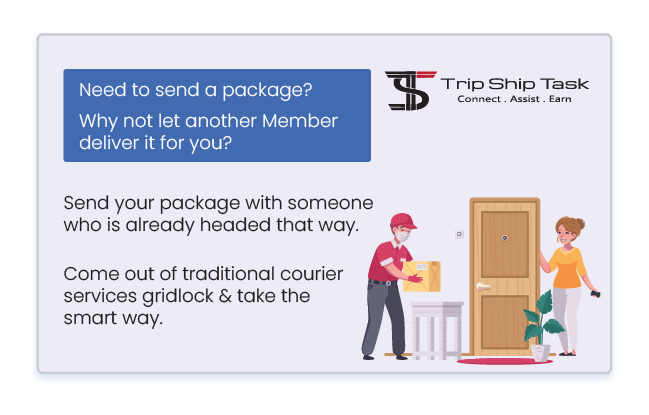 Need to send a package?
Why not let another Member
deliver it for you?
Trip Ship Task
Connect . Assist . Earn
Send your package with someone
who is already headed that way.
Come out of traditional courier
services gridlock & take the
smart way.